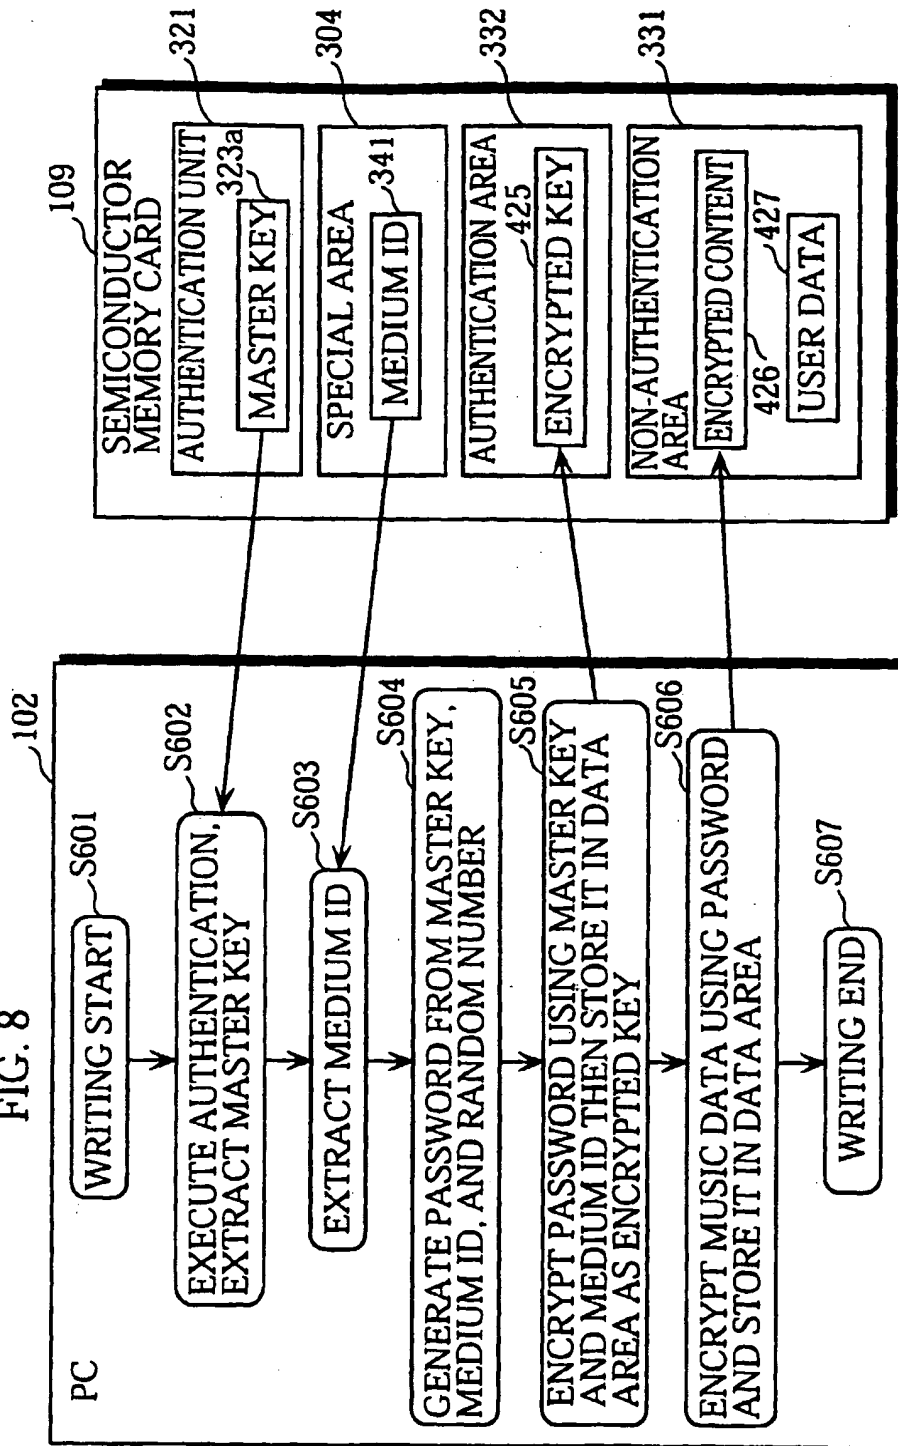 FIG. 8
102
PC
WRITING START
S601
EXECUTE AUTHENTICATION,
EXTRACT MASTER KEY
S602
EXTRACT MEDIUM ID
S603
GENERATE PASSWORD FROM MASTER KEY,
MEDIUM ID, AND RANDOM NUMBER
S604
ENCRYPT PASSWORD USING MASTER KEY
AND MEDIUM ID THEN STORE IT IN DATA
AREA AS ENCRYPTED KEY
S605
ENCRYPT MUSIC DATA USING PASSWORD
AND STORE IT IN DATA AREA
S606
WRITING END
S607
109
SEMICONDUCTOR
MEMORY CARD
AUTHENTICATION UNIT
321
323a
MASTER KEY
SPECIAL AREA
304
341
MEDIUM ID
AUTHENTICATION AREA
332
425
ENCRYPTED KEY
NON-AUTHENTICATION
AREA
331
ENCRYPTED CONTENT
426
427
USER DATA